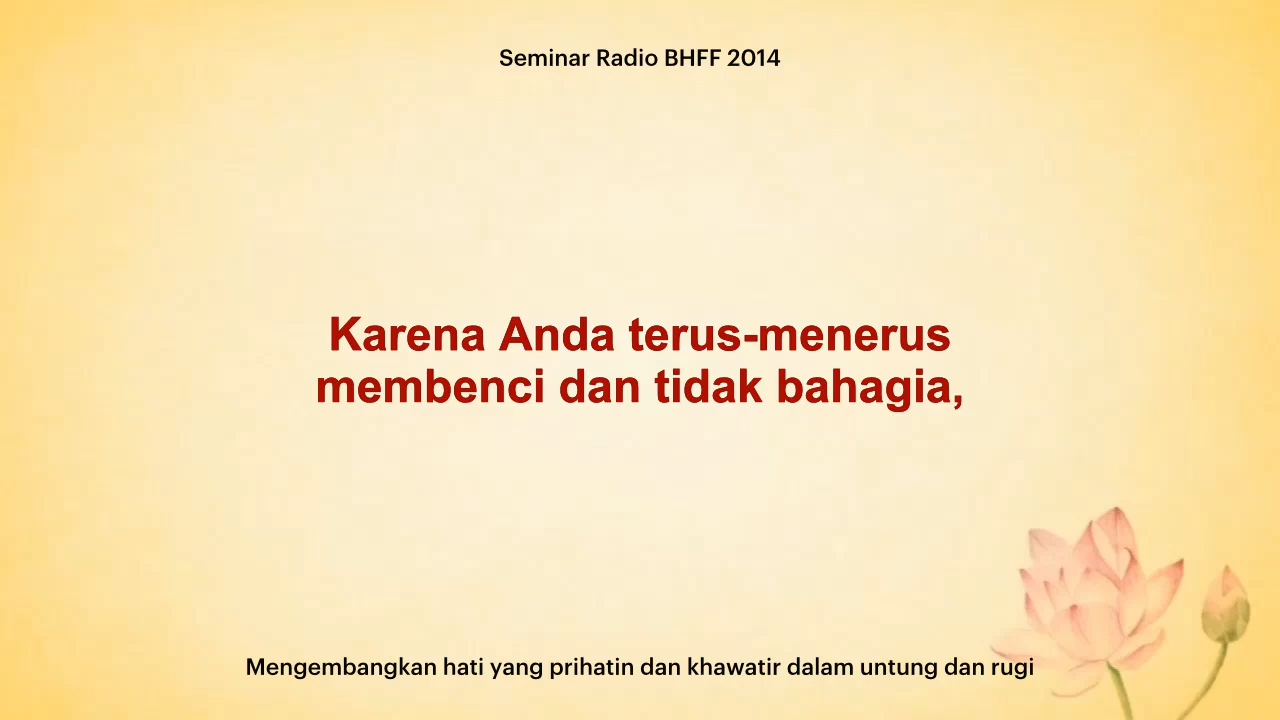 Seminar Radio BHFF 2014
Karena Anda terus-menerus
membenci dan tidak bahagia,
Mengembangkan hati yang prihatin dan khawatir dalam untung dan rugi